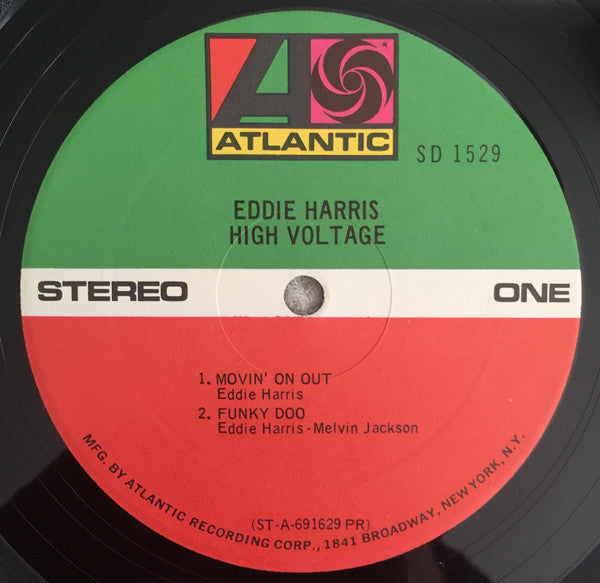 A
ATLANTIC
SD 1529
EDDIE HARRIS
HIGH VOLTAGE
STEREO
ONE
1. MOVIN' ON OUT
Eddie Harris
2. FUNKY DOO
Eddie Harris - Melvin Jackson
(ST-A-691629 PR)
MFG. BY ATLANTIC RECORDING CORP., 1841 BROADWAY, NEW YORK, N.Y.